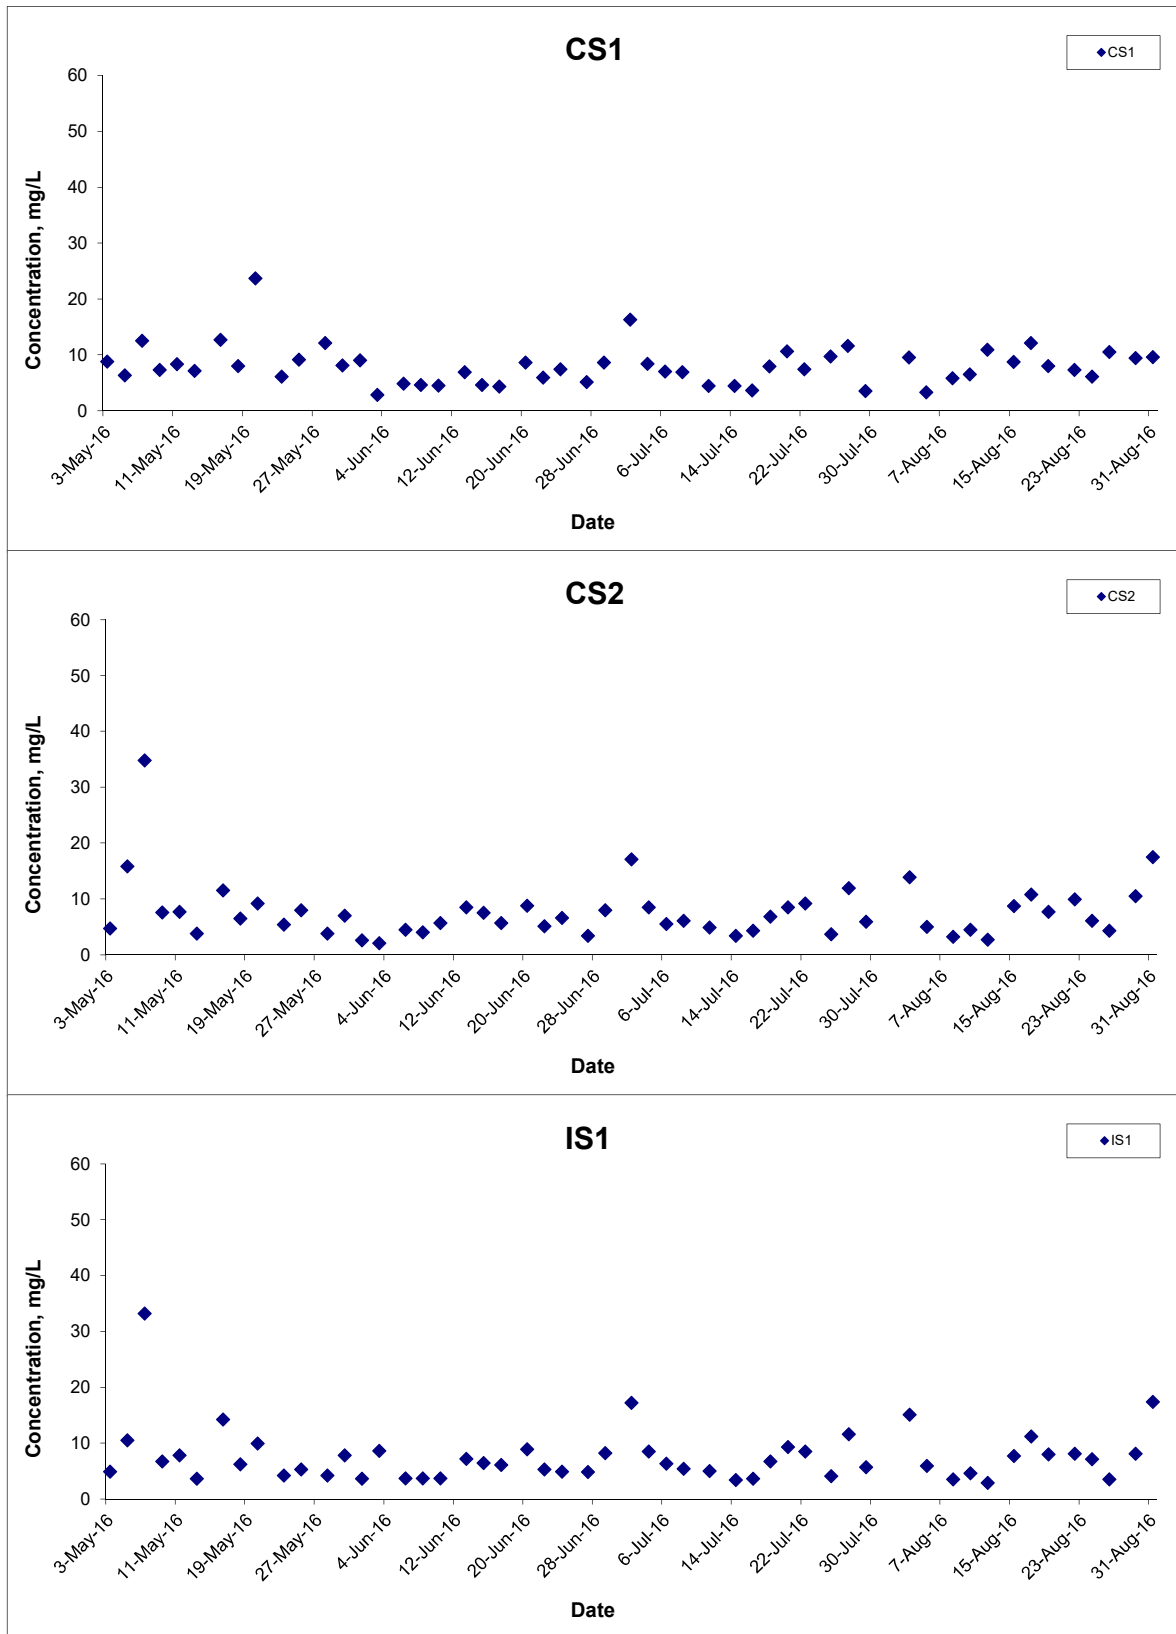 CS1
CS1
60
50
40
30
20
10
0
Concentration, mg/L
3-May-16
11-May-16
19-May-16
27-May-16
4-Jun-16
12-Jun-16
20-Jun-16
28-Jun-16
6-Jul-16
14-Jul-16
22-Jul-16
30-Jul-16
7-Aug-16
15-Aug-16
23-Aug-16
31-Aug-16
Date
CS2
CS2
60
50
40
30
20
10
0
Concentration, mg/L
3-May-16
11-May-16
19-May-16
27-May-16
4-Jun-16
12-Jun-16
20-Jun-16
28-Jun-16
6-Jul-16
14-Jul-16
22-Jul-16
30-Jul-16
7-Aug-16
15-Aug-16
23-Aug-16
31-Aug-16
Date
IS1
IS1
60
50
40
30
20
10
0
Concentration, mg/L
3-May-16
11-May-16
19-May-16
27-May-16
4-Jun-16
12-Jun-16
20-Jun-16
28-Jun-16
6-Jul-16
14-Jul-16
22-Jul-16
30-Jul-16
7-Aug-16
15-Aug-16
23-Aug-16
31-Aug-16
Date